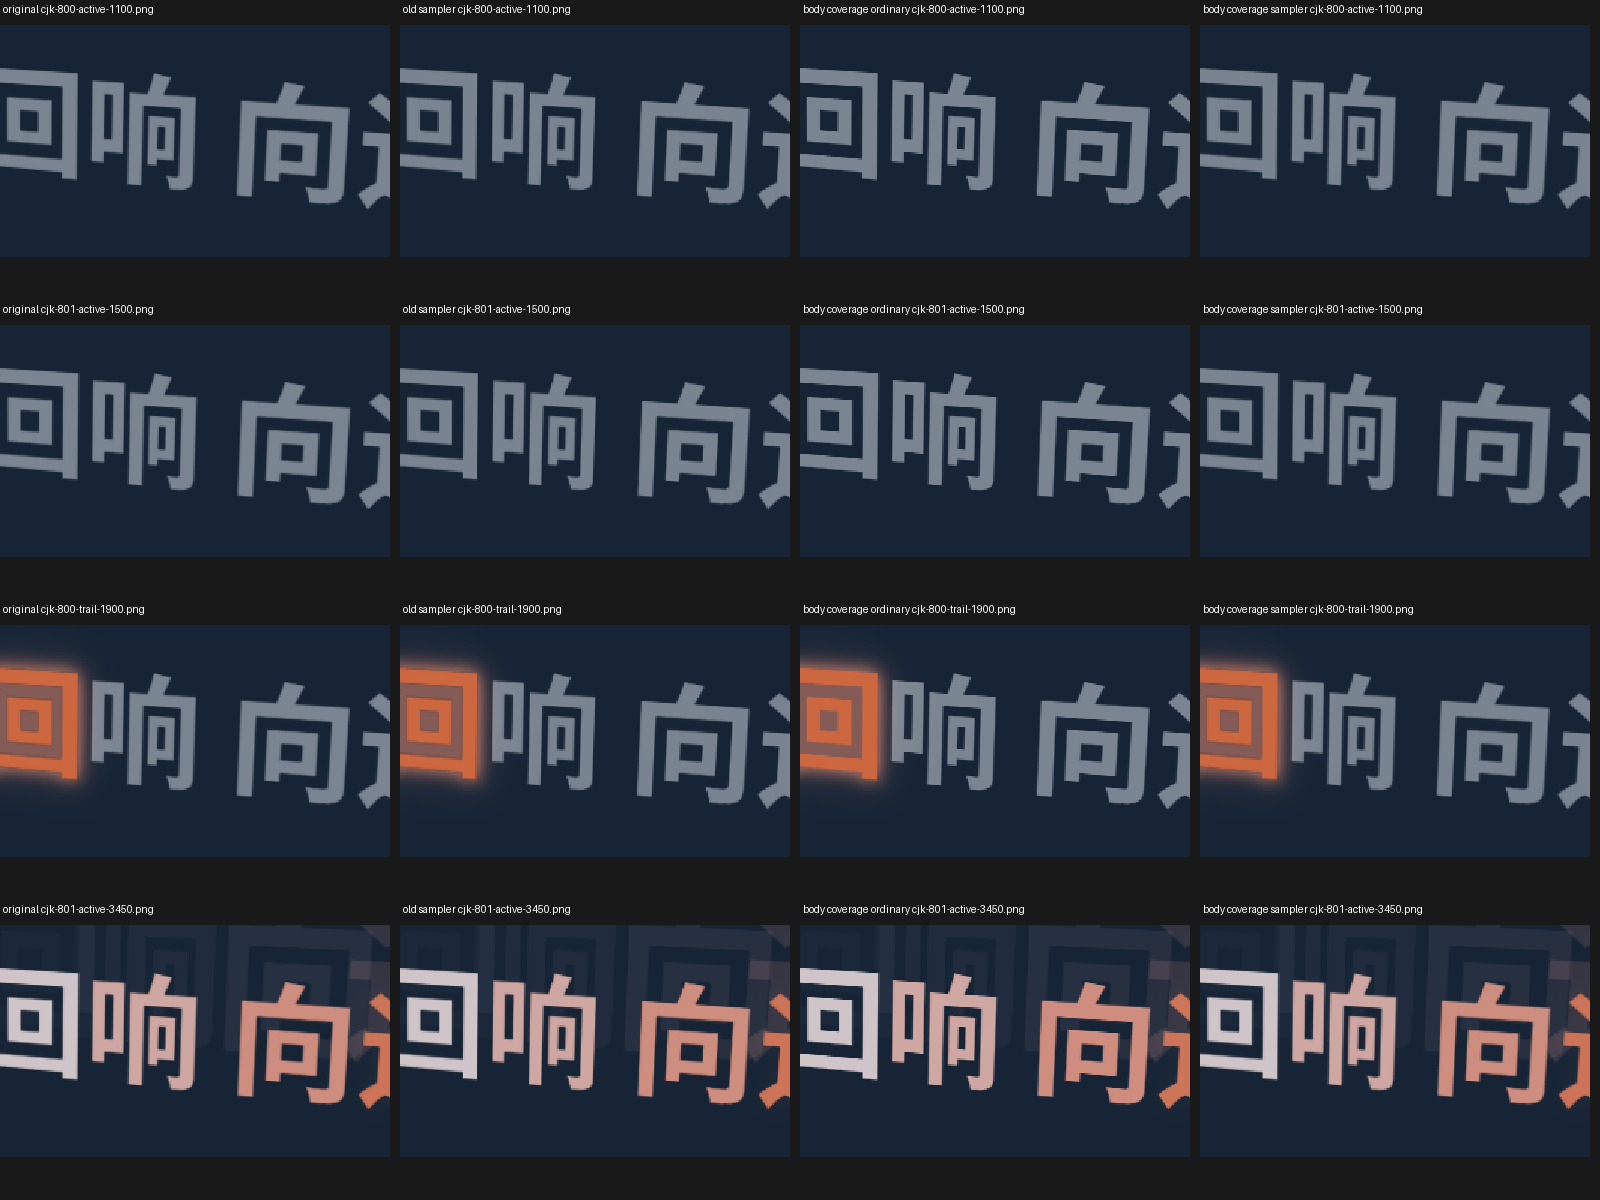 original cjk-800-active-1100.png old sampler cjk-800-active-1100.png body coverage ordinary cjk-800-active-1100.png body coverage sampler cjk-800-active-1100.png
回响 向 回响 向 回响 向 回响 向
original cjk-801-active-1500.png old sampler cjk-801-active-1500.png body coverage ordinary cjk-801-active-1500.png body coverage sampler cjk-801-active-1500.png
回响 向 回响 向 回响 向 回响 向
original cjk-800-trail-1900.png old sampler cjk-800-trail-1900.png body coverage ordinary cjk-800-trail-1900.png body coverage sampler cjk-800-trail-1900.png
回响 向 回响 向 回响 向 回响 向
original cjk-801-active-3450.png old sampler cjk-801-active-3450.png body coverage ordinary cjk-801-active-3450.png body coverage sampler cjk-801-active-3450.png
回响 向 回响 向 回响 向 回响 向